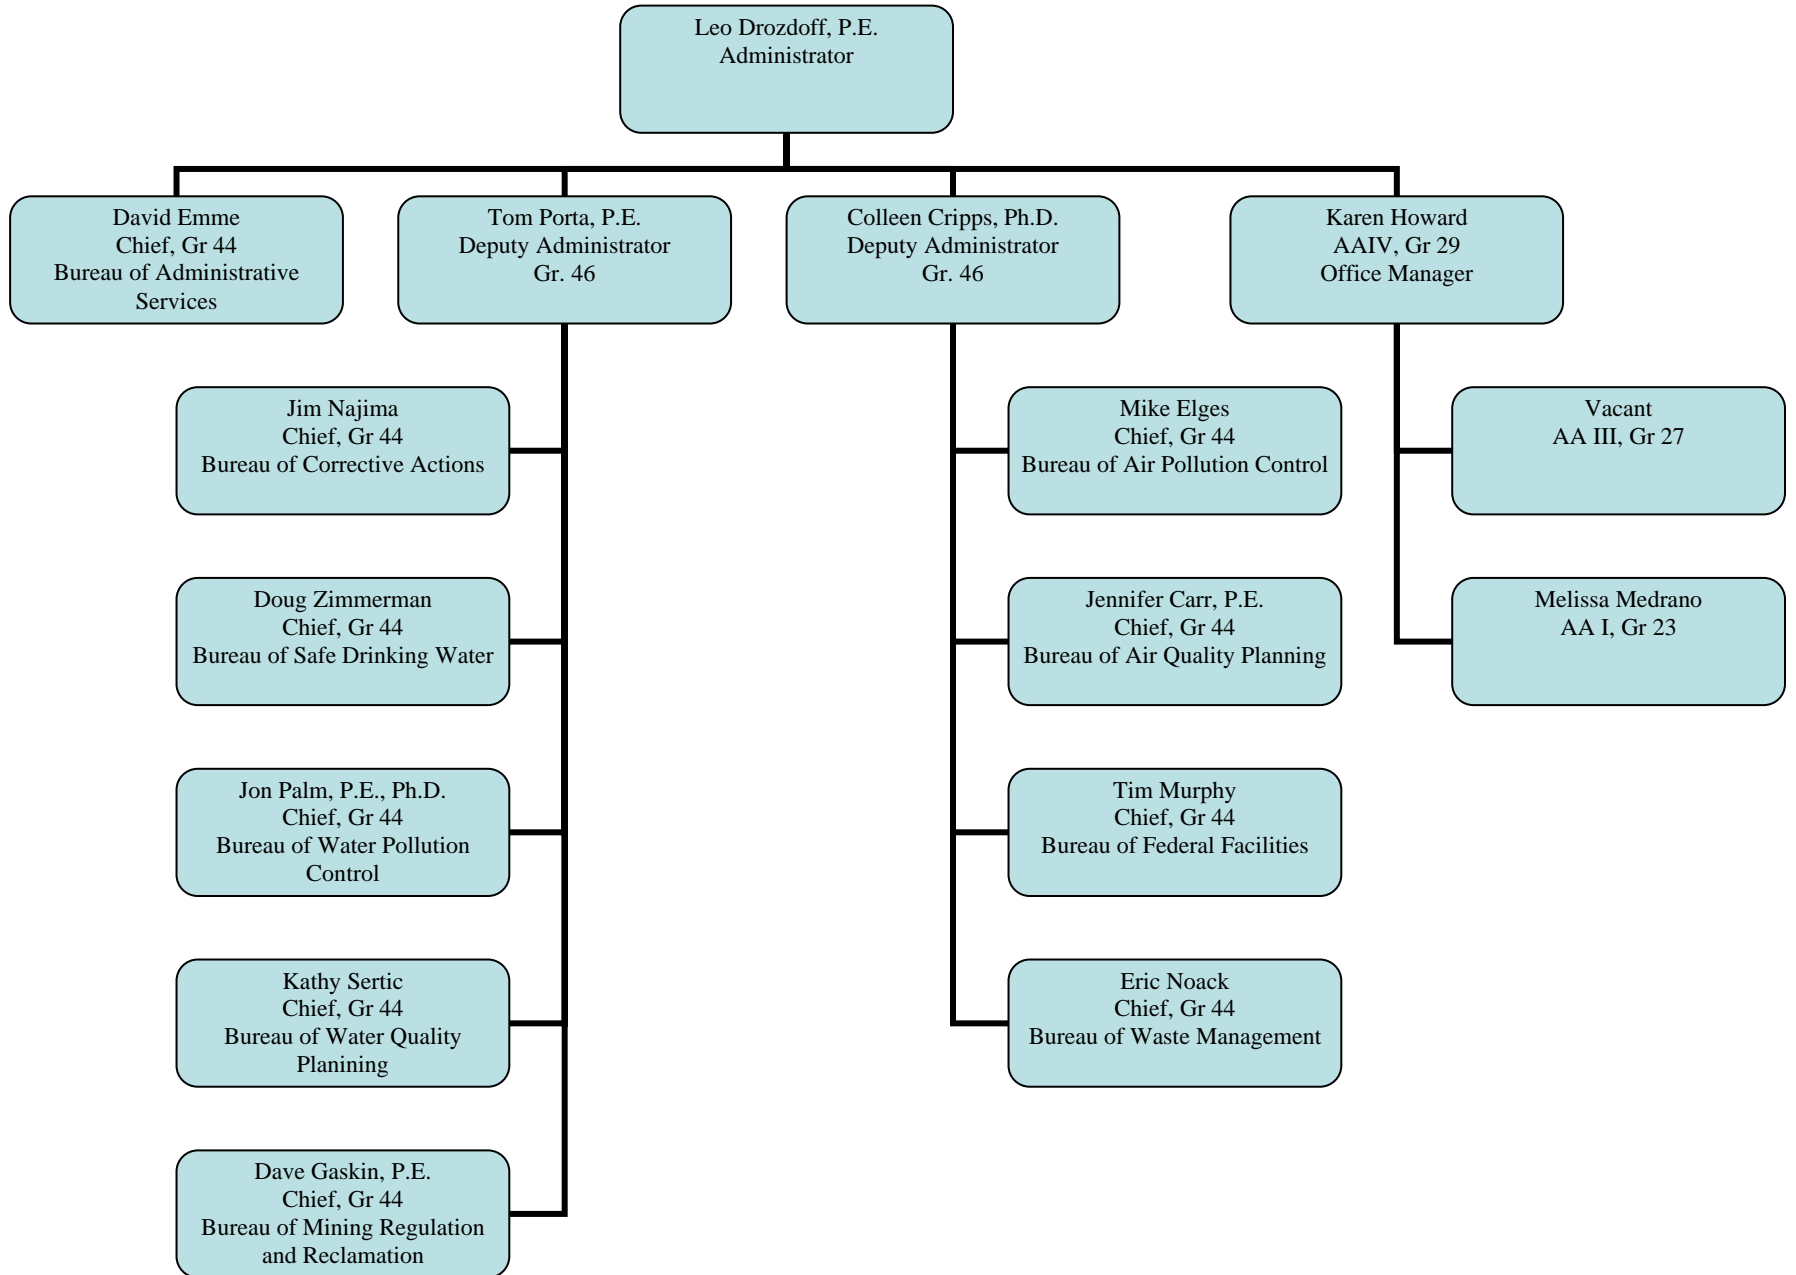 Leo Drozdoff, P.E.
Administrator
David Emme
Chief, Gr 44
Bureau of Administrative
Services
Tom Porta, P.E.
Deputy Administrator
Gr. 46
Colleen Cripps, Ph.D.
Deputy Administrator
Gr. 46
Karen Howard
AAIV, Gr 29
Office Manager
Jim Najima
Chief, Gr 44
Bureau of Corrective Actions
Mike Elges
Chief, Gr 44
Bureau of Air Pollution Control
Vacant
AA III, Gr 27
Doug Zimmerman
Chief, Gr 44
Bureau of Safe Drinking Water
Jennifer Carr, P.E.
Chief, Gr 44
Bureau of Air Quality Planning
Melissa Medrano
AA I, Gr 23
Jon Palm, P.E., Ph.D.
Chief, Gr 44
Bureau of Water Pollution
Control
Tim Murphy
Chief, Gr 44
Bureau of Federal Facilities
Kathy Sertic
Chief, Gr 44
Bureau of Water Quality
Planining
Eric Noack
Chief, Gr 44
Bureau of Waste Management
Dave Gaskin, P.E.
Chief, Gr 44
Bureau of Mining Regulation
and Reclamation